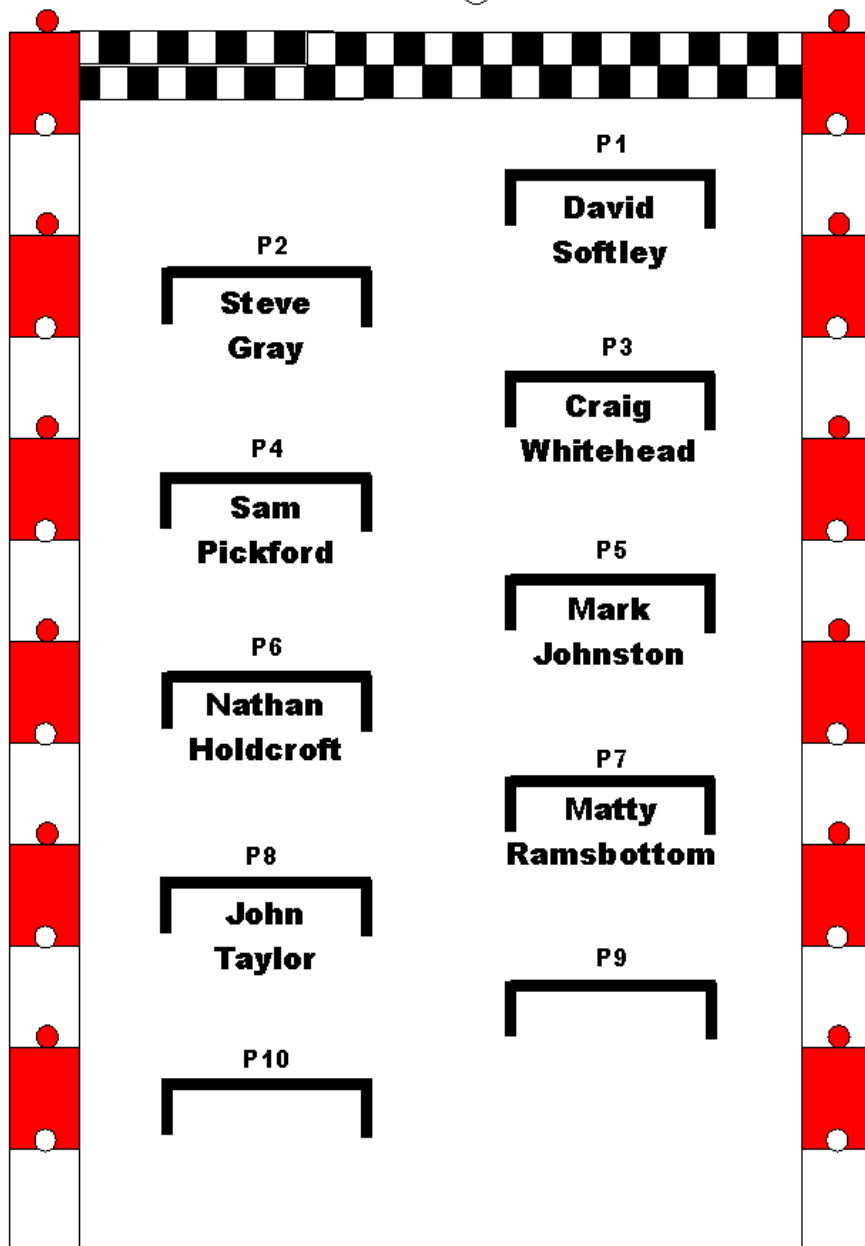 P1
David
Softley
P2
Steve
Gray
P3
Craig
Whitehead
P4
Sam
Pickford
P5
Mark
Johnston
P6
Nathan
Holdcroft
P7
Matty
Ramsbottom
P8
John
Taylor
P9
P10